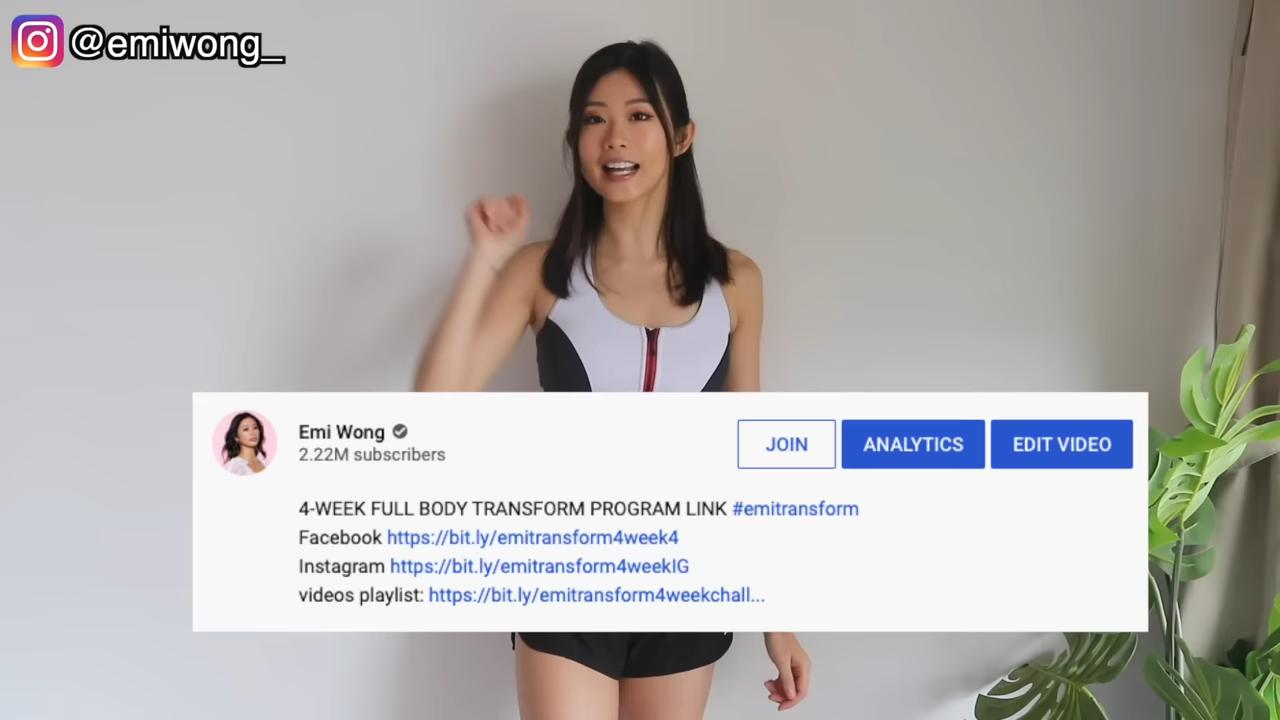 @emiwong_
Emi Wong
2.22M subscribers
JOIN
ANALYTICS
EDIT VIDEO
4-WEEK FULL BODY TRANSFORM PROGRAM LINK #emitransform
Facebook https://bit.ly/emitransform4week4
Instagram https://bit.ly/emitransform4weekIG
videos playlist: https://bit.ly/emitransform4weekchall...